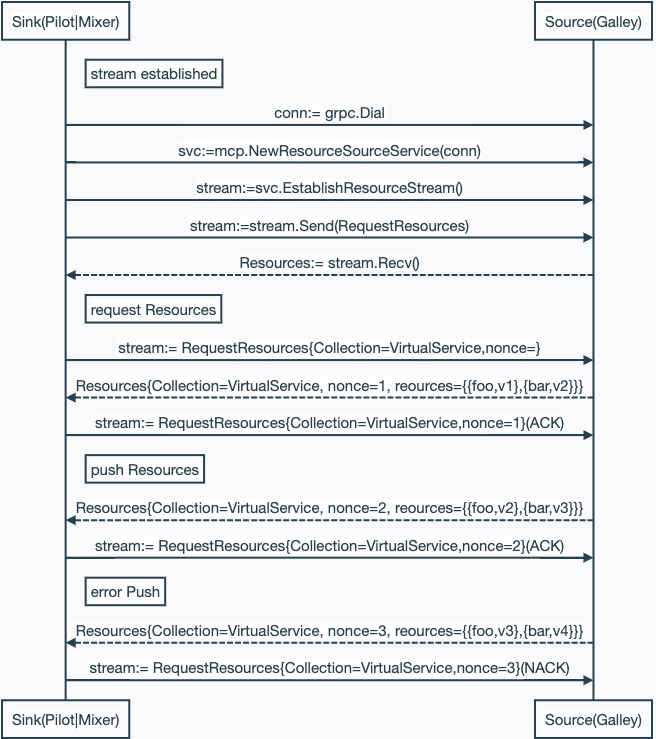 Sink(Pilot|Mixer)
Source(Galley)
stream established
conn:= grpc.Dial
svc:=mcp.NewResourceSourceService(conn)
stream:=svc.EstablishResourceStream()
stream:=stream.Send(RequestResources)
Resources:= stream.Recv()
request Resources
stream:= RequestResources{Collection=VirtualService,nonce=}
Resources{Collection=VirtualService, nonce=1, reources={{foo,v1},{bar,v2}}}
stream:= RequestResources{Collection=VirtualService,nonce=1}(ACK)
push Resources
Resources{Collection=VirtualService, nonce=2, reources={{foo,v2},{bar,v3}}}
stream:= RequestResources{Collection=VirtualService,nonce=2}(ACK)
error Push
Resources{Collection=VirtualService, nonce=3, reources={{foo,v3},{bar,v4}}}
stream:= RequestResources{Collection=VirtualService,nonce=3}(NACK)
Sink(Pilot|Mixer)
Source(Galley)